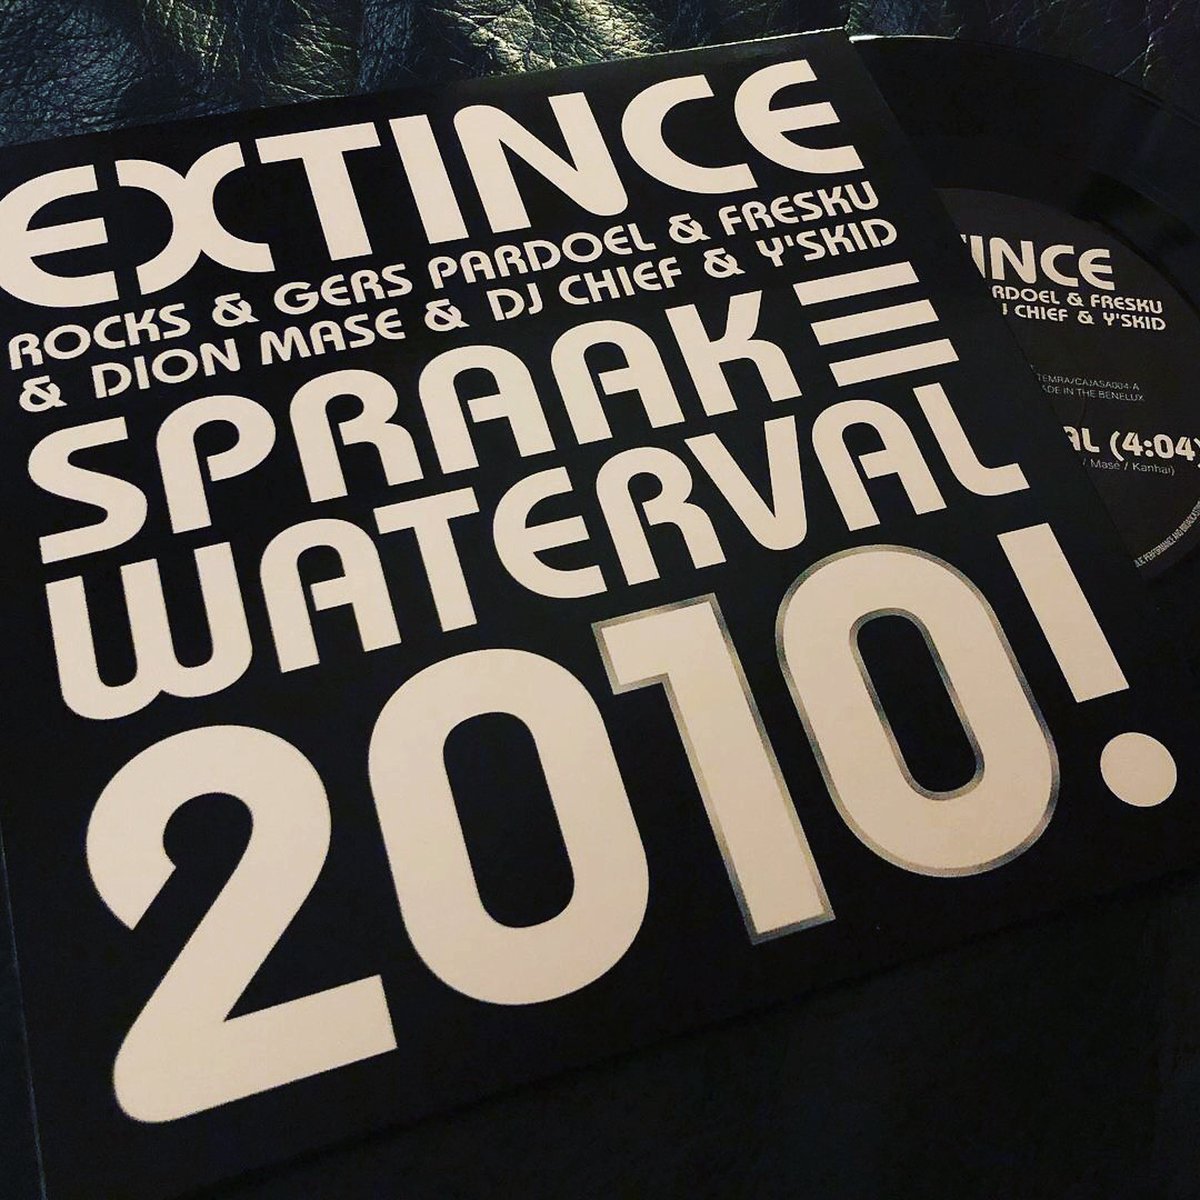 EXTINCE
ROCKS & GERS PARDOEL & FRESKU
& DION MASE & DJ CHIEF & Y'SKID
SPRAAK
WATERVAL
2010!
INCE
RDOEL & FRESKU
CHIEF & Y'SKID
TEMRA/CAJASA004-A
ADE IN THE BENELUX
AL (4:04)
/ Mase / Kanhai)